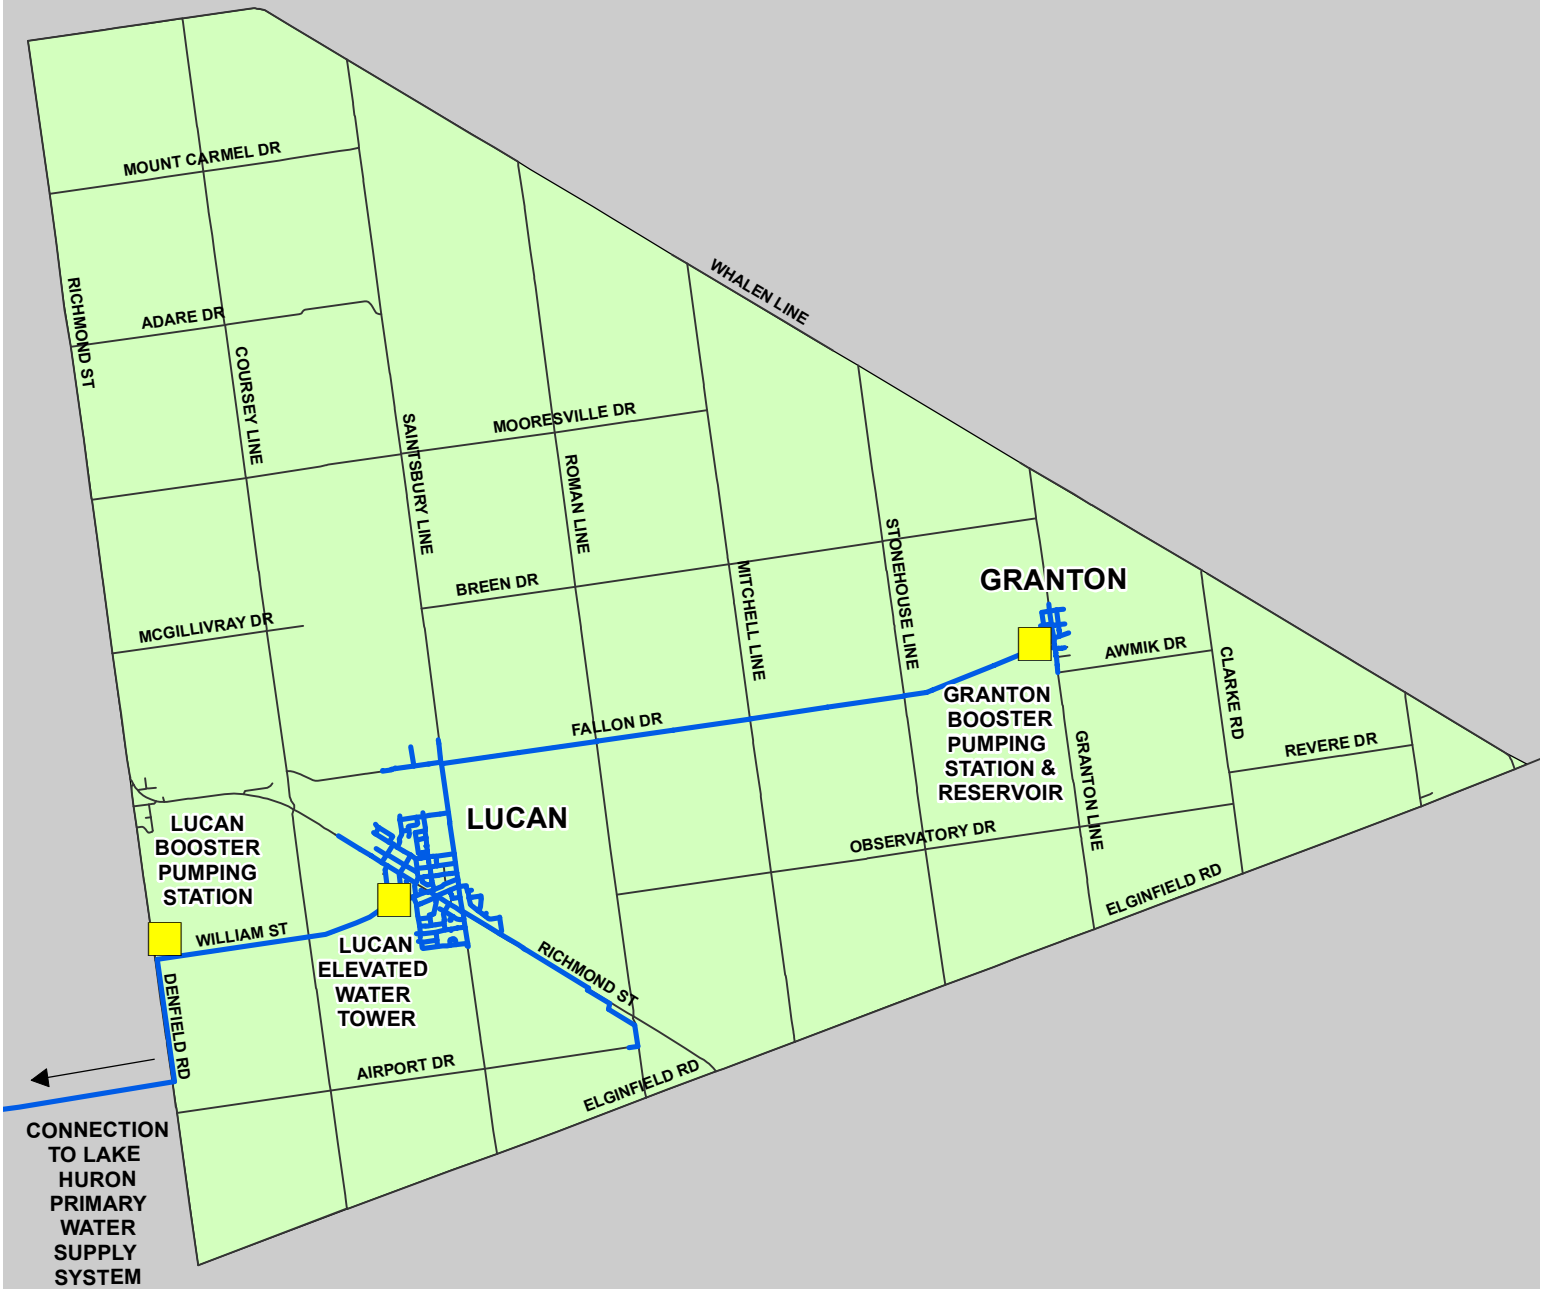 MOUNT CARMEL DR
WHALEN LINE
RICHMOND ST
ADARE DR
COURSEY LINE
SAINTSBURY LINE
MOORESVILLE DR
ROMAN LINE
STONEHOUSE LINE
MITCHELL LINE
BREEN DR
GRANTON
MCGILLIVRAY DR
AWMIK DR
CLARKE RD
GRANTON
BOOSTER
PUMPING
STATION &
RESERVOIR
FALLON DR
GRANTON LINE
REVERE DR
LUCAN
LUCAN
BOOSTER
PUMPING
STATION
OBSERVATORY DR
ELGINFIELD RD
WILLIAM ST
LUCAN
ELEVATED
WATER
TOWER
RICHMOND ST
DENFIELD RD
AIRPORT DR
ELGINFIELD RD
CONNECTION
TO LAKE
HURON
PRIMARY
WATER
SUPPLY
SYSTEM